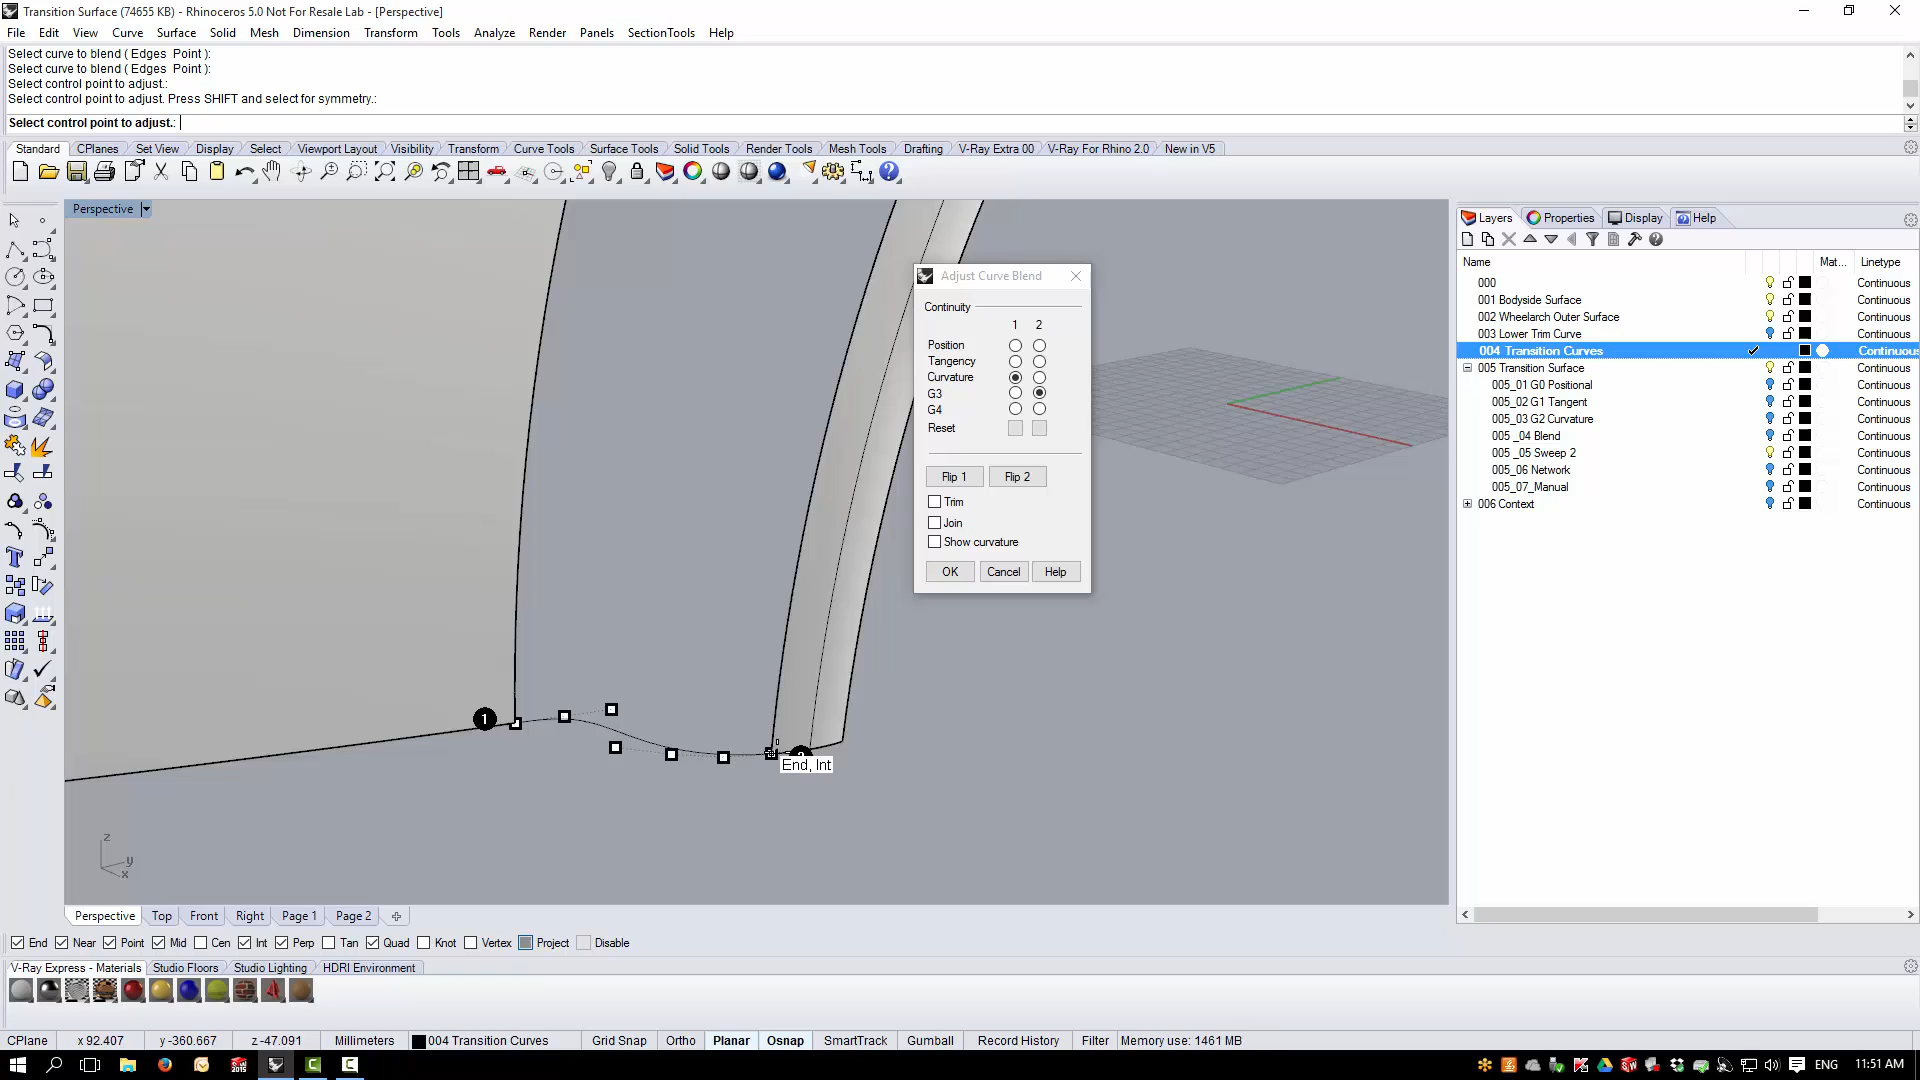 Transition Surface (74655 KB) - Rhinoceros 5.0 Not For Resale Lab - [Perspective]
File Edit View Curve Surface Solid Mesh Dimension Transform Tools Analyze Render Panels SectionTools Help
Select curve to blend ( Edges  Point ):
Select curve to blend ( Edges  Point ):
Select control point to adjust.:
Select control point to adjust. Press SHIFT and select for symmetry.:
Select control point to adjust.:
Standard CPlanes Set View Display Select Viewport Layout Visibility Transform Curve Tools Surface Tools Solid Tools Render Tools Mesh Tools Drafting V-Ray Extra 00 V-Ray For Rhino 2.0 New in V5
Perspective
Layers Properties Display Help
Name Mat... Linetype
000 Continuous
001 Bodyside Surface Continuous
002 Wheelarch Outer Surface Continuous
003 Lower Trim Curve Continuous
004 Transition Curves Continuous
005 Transition Surface Continuous
005_01 G0 Positional Continuous
005_02 G1 Tangent Continuous
005_03 G2 Curvature Continuous
005 _04 Blend Continuous
005 _05 Sweep 2 Continuous
005_06 Network Continuous
005_07_Manual Continuous
006 Context Continuous
Adjust Curve Blend
Continuity
1 2
Position
Tangency
Curvature
G3
G4
Reset
Flip 1 Flip 2
Trim
Join
Show curvature
OK Cancel Help
1
End, Int
z
y
x
Perspective Top Front Right Page 1 Page 2
End Near Point Mid Cen Int Perp Tan Quad Knot Vertex Project Disable
V-Ray Express - Materials Studio Floors Studio Lighting HDRI Environment
CPlane x 92.407 y -360.667 z -47.091 Millimeters 004 Transition Curves Grid Snap Ortho Planar Osnap SmartTrack Gumball Record History Filter Memory use: 1461 MB
ENG 11:51 AM